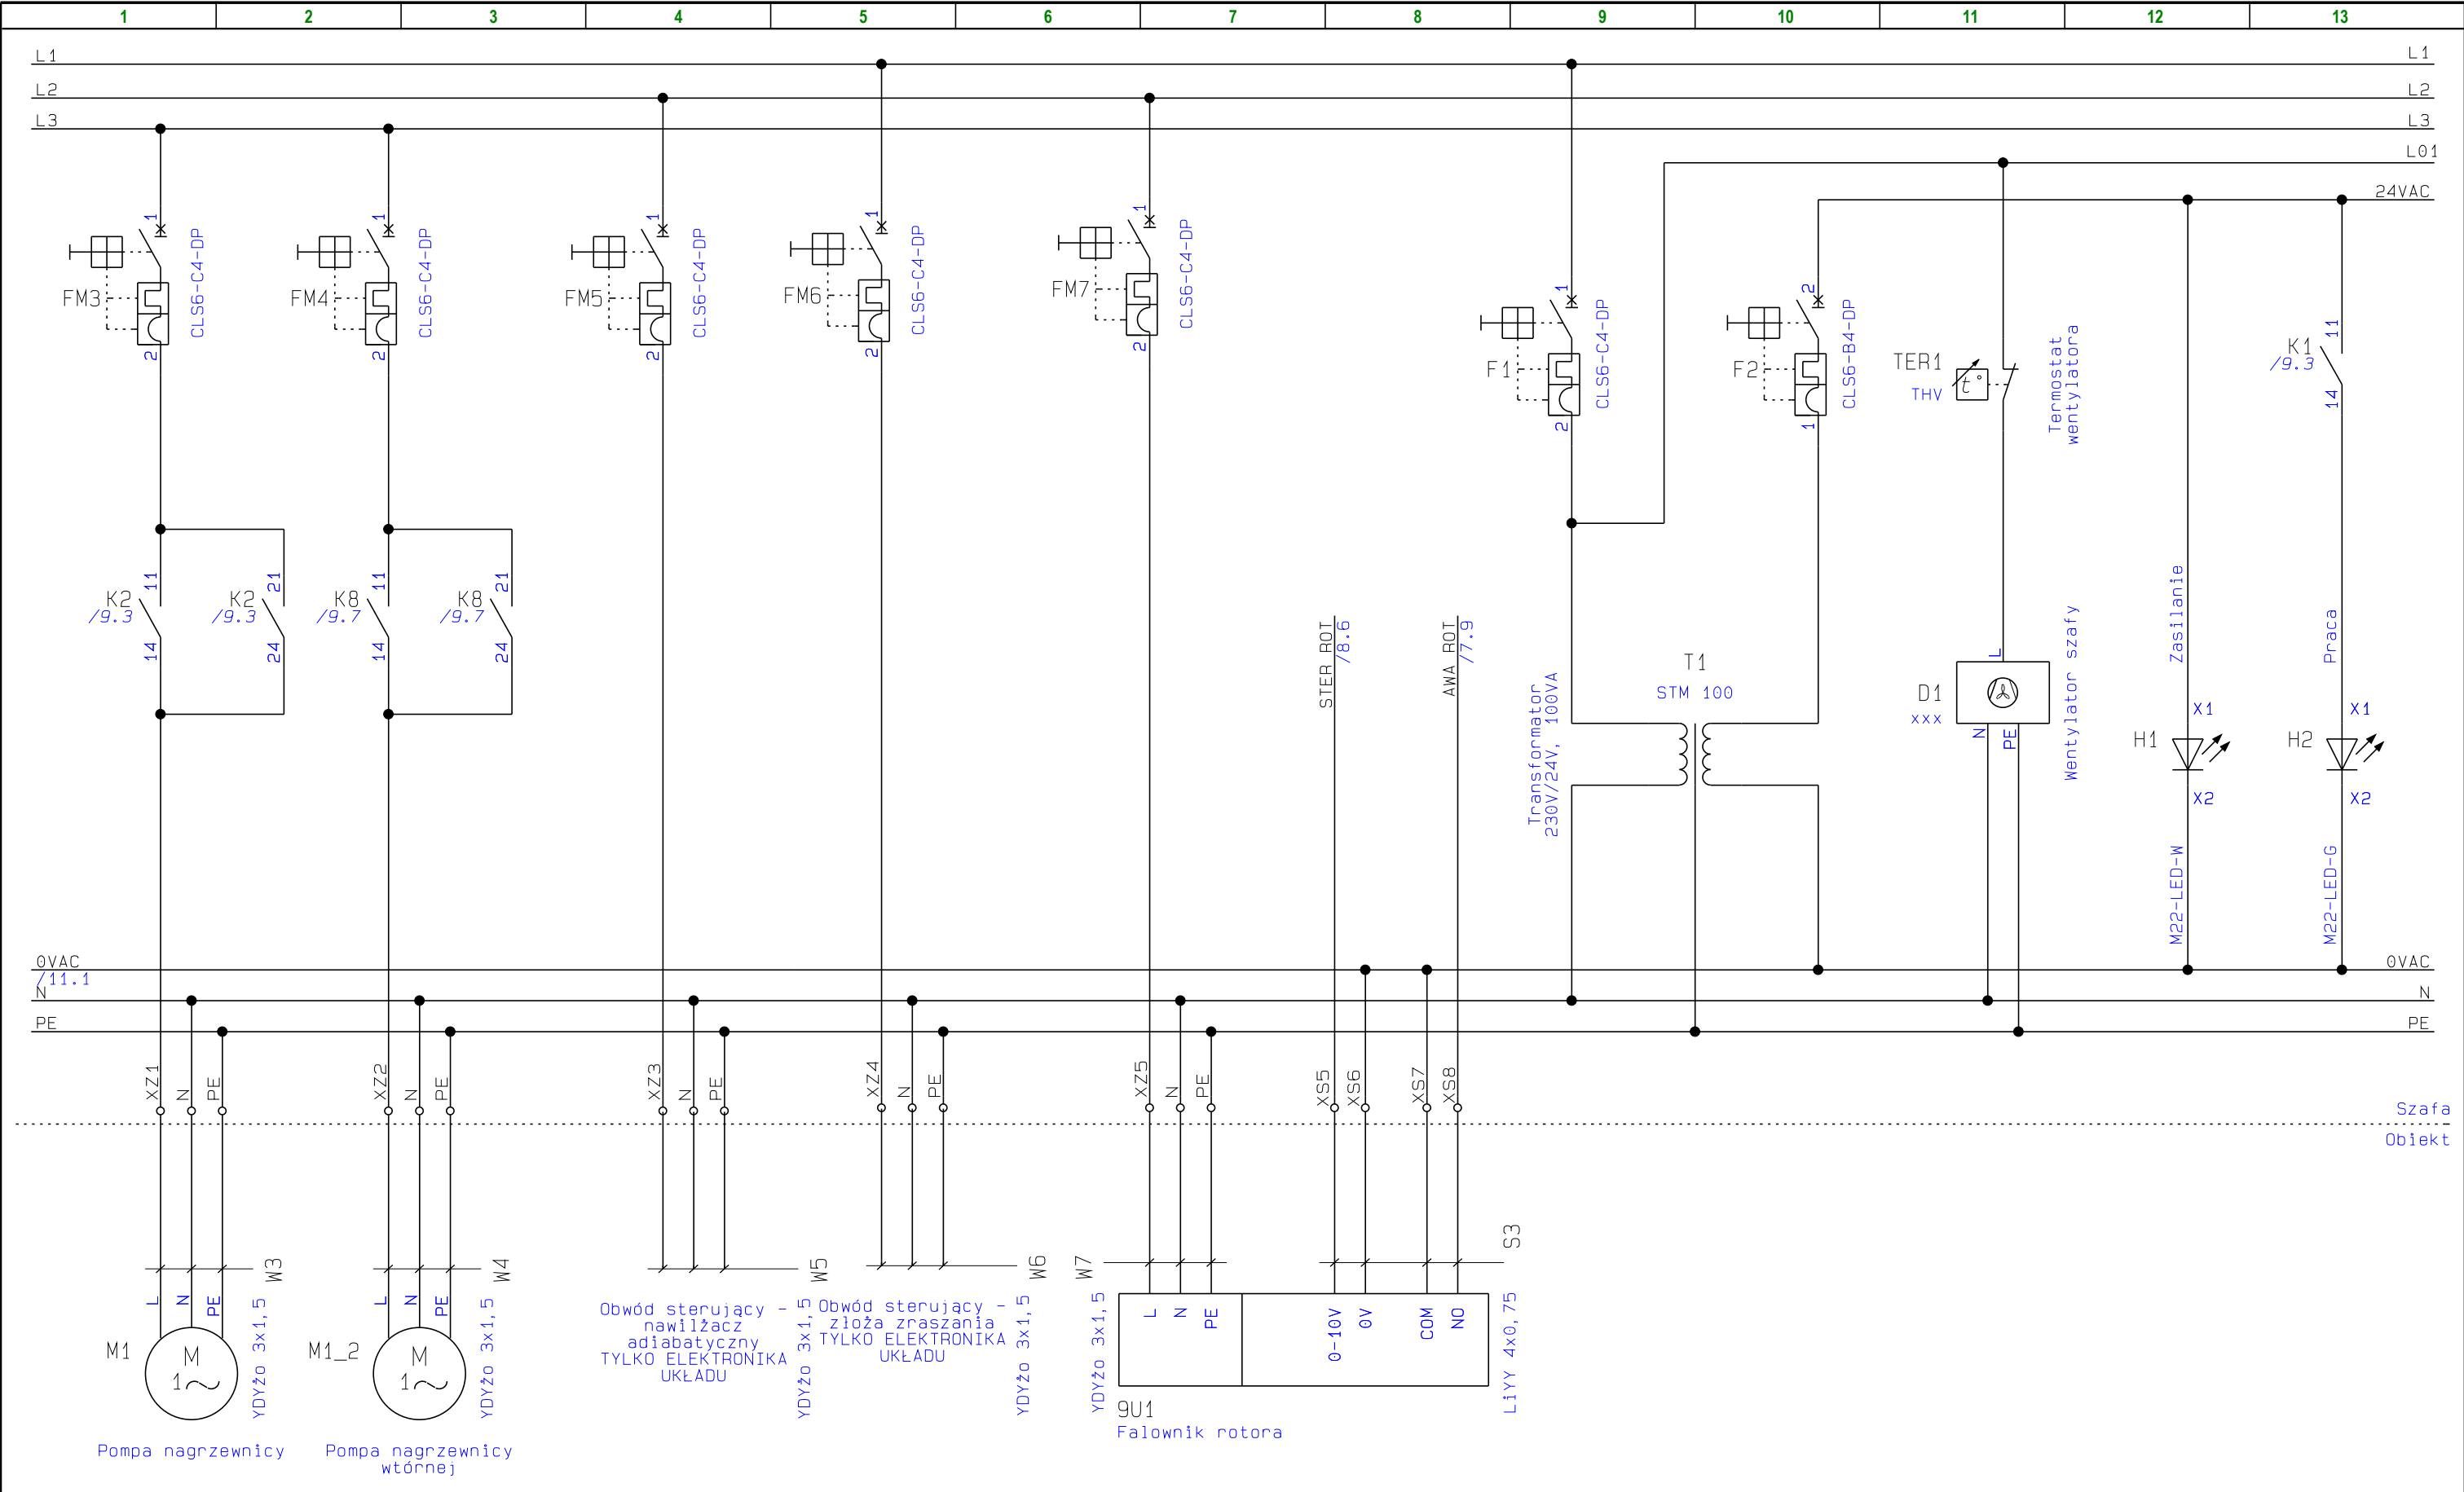 1 2 3 4 5 6 7 8 9 10 11 12 13
L1 L1
L2 L2
L3 L3
L01
24VAC
1 1 1 1 1
FM3 CLS6-C4-DP
FM4 CLS6-C4-DP
FM5 CLS6-C4-DP
FM6 CLS6-C4-DP
FM7 CLS6-C4-DP
2 2 2 2 2
1
F1 CLS6-C4-DP
2
2
F2 CLS6-B4-DP
1
TER1
THV
t°
Termostat
wentylatora
K1
/9.3
11
14
K2
/9.3
11
14
K2
/9.3
21
24
K8
/9.7
11
14
K8
/9.7
21
24
STER ROT
/8.6
AWA ROT
/7.9
Transformator
230V/24V, 100VA
T1
STM 100
D1
xxx
L
N
PE
Wentylator szafy
Zasilanie
X1
H1
X2
M22-LED-W
Praca
X1
H2
X2
M22-LED-G
0VAC 0VAC
/11.1
N N
PE PE
XZ1 N PE
XZ2 N PE
XZ3 N PE
XZ4 N PE
XZ5 N PE
XS5 XS6 XS7 XS8
Szafa
Obiekt
W3
YDYżo 3x1,5
L N PE
M1
M
1~
Pompa nagrzewnicy
W4
YDYżo 3x1,5
L N PE
M1_2
M
1~
Pompa nagrzewnicy
wtórnej
W5
YDYżo 3x1,5
Obwód sterujący -
nawilżacz
adiabatyczny
TYLKO ELEKTRONIKA
UKŁADU
W6
YDYżo 3x1,5
Obwód sterujący -
złoża zraszania
TYLKO ELEKTRONIKA
UKŁADU
W7
YDYżo 3x1,5
L N PE
0-10V 0V COM NO
S3
LiYY 4x0,75
9U1
Falownik rotora